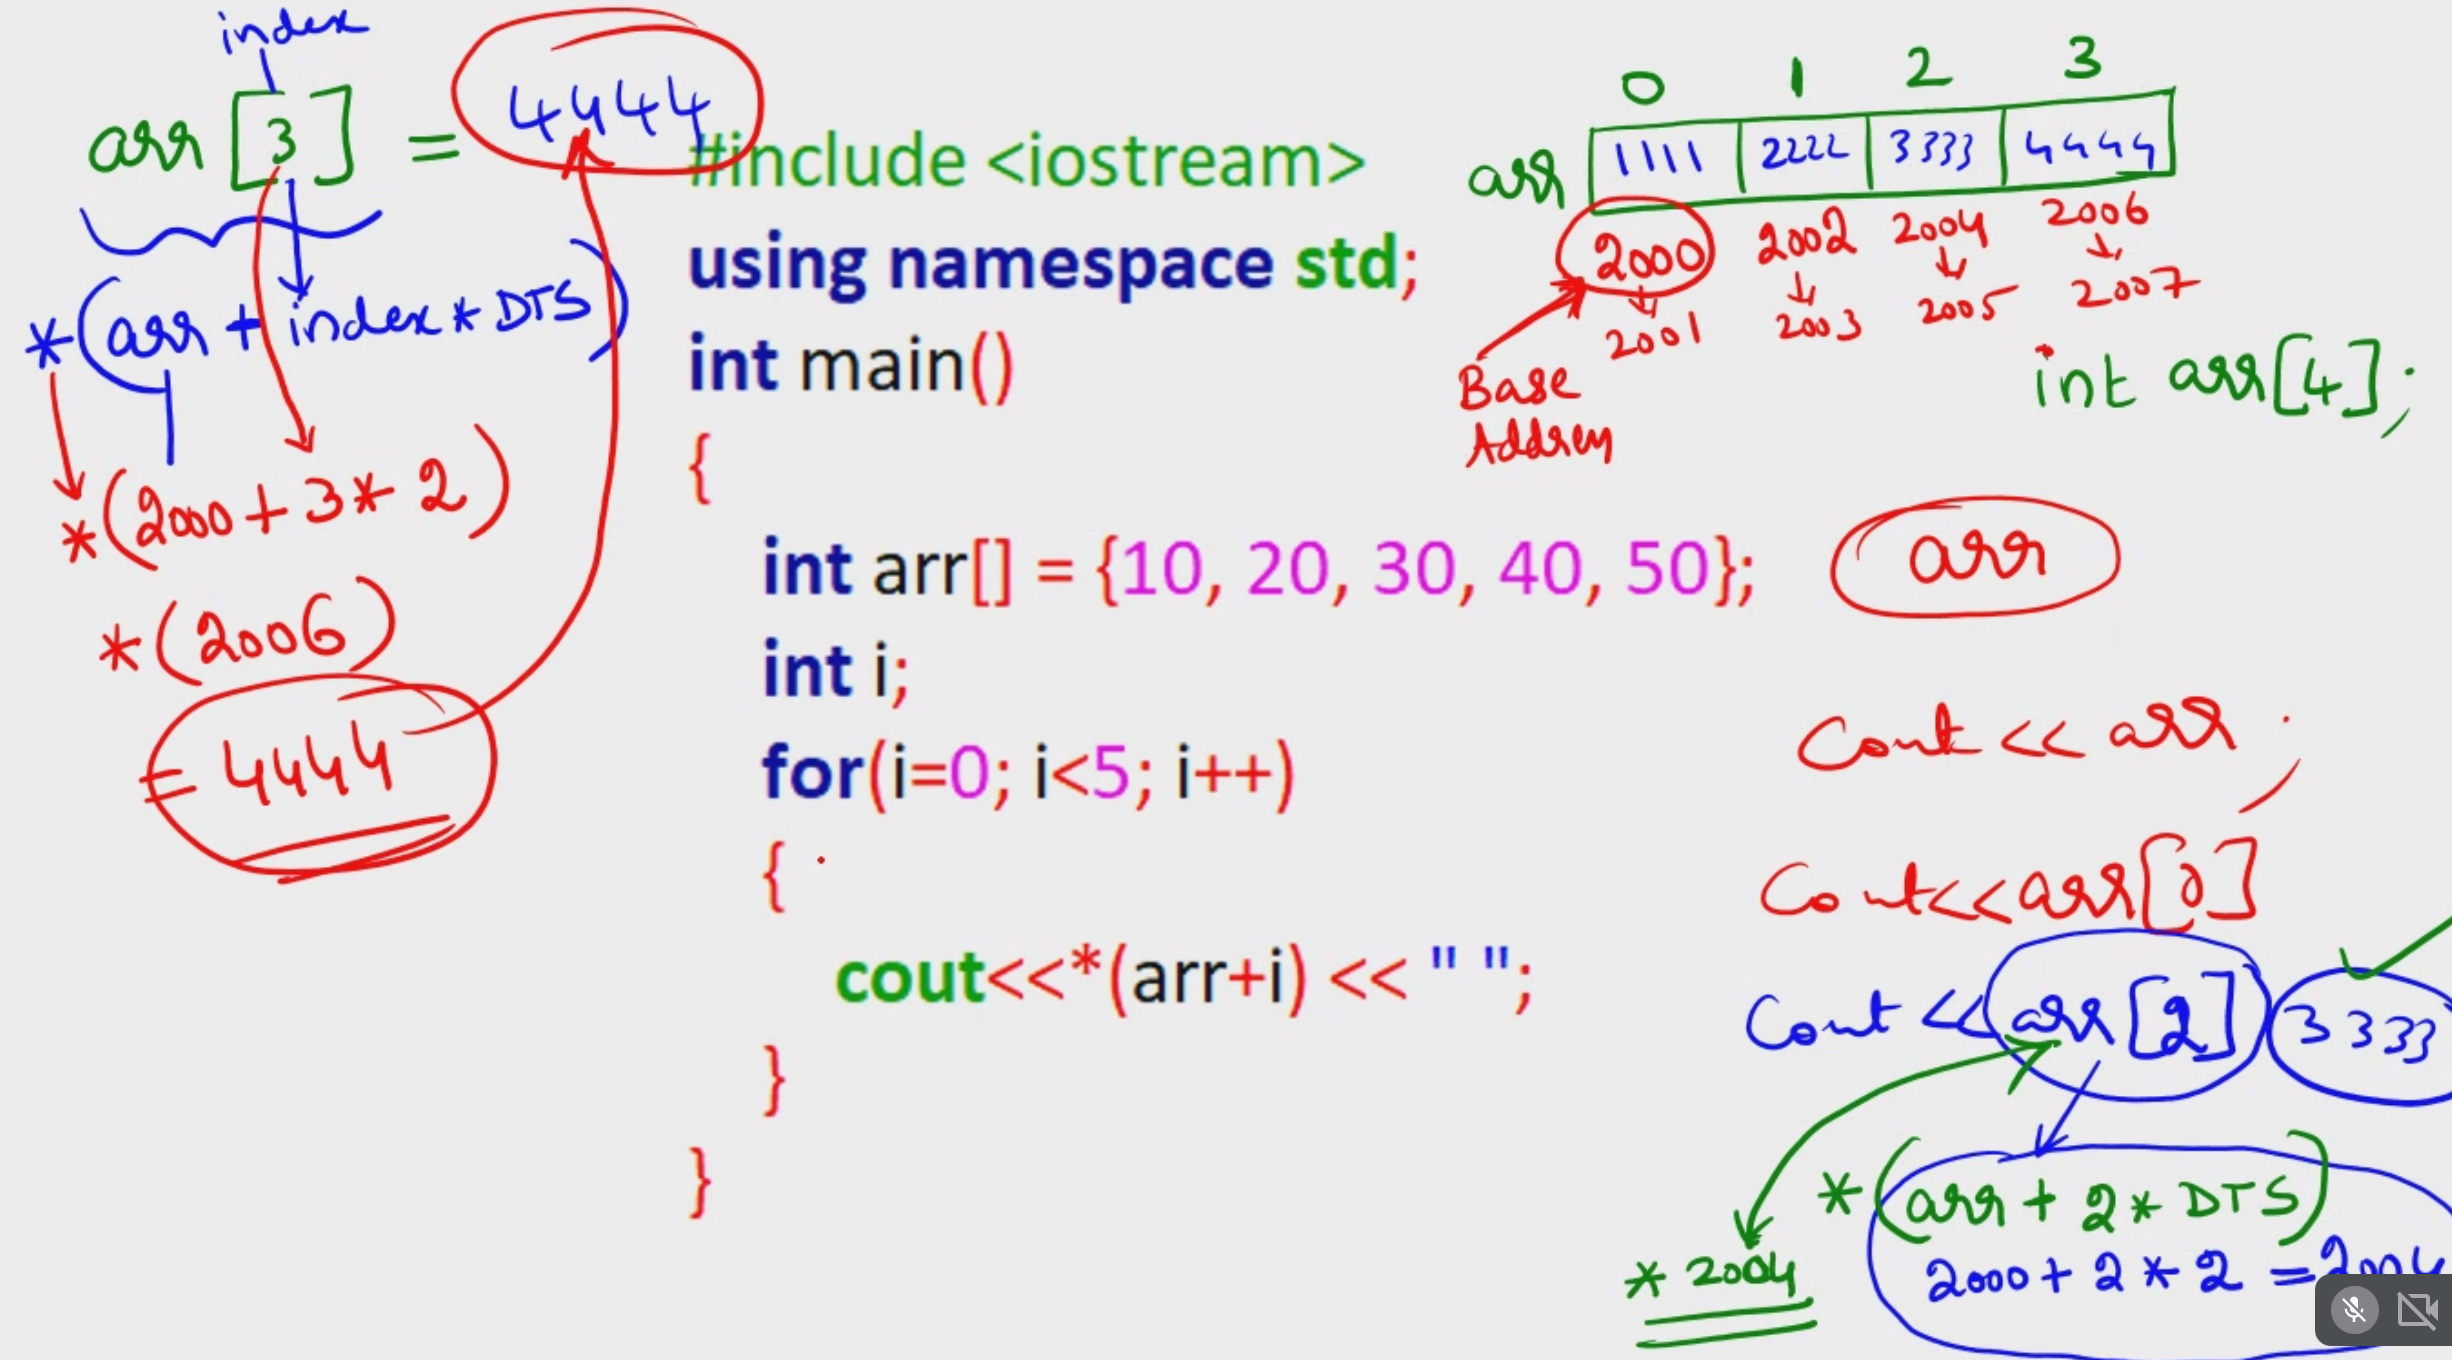 index
arr [3] = 4444
*(arr + index * DTS)
*(2000 + 3 * 2)
*(2006)
= 4444
#include <iostream>
using namespace std;
int main()
{
int arr[] = {10, 20, 30, 40, 50};
int i;
for(i=0; i<5; i++)
{
cout<<*(arr+i) << " ";
}
}
0 1 2 3
arr 1111 2222 3333 4444
2000 2002 2004 2006
2001 2003 2005 2007
Base
int arr[4];
arr
Cout << arr ;
Cout<<arr[0]
Cout << arr[2] 3333
*(arr + 2 * DTS)
2000 + 2 * 2 = 2004
* 2004